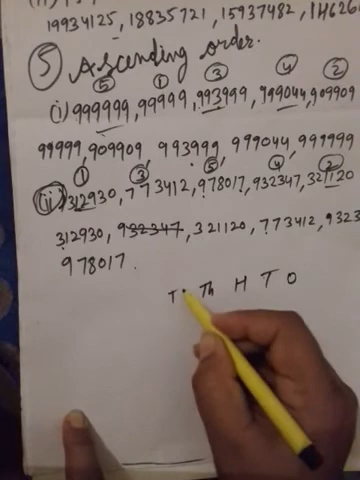 19934125, 18835721, 15937482,
⑤ Ascending order.
⑤ ① ③ ④ ②
(i) 999999, 99999, 993999, 999044, 909909
99999, 909909, 993999, 999044, 999999
① ③ ⑤ ④ ②
(ii) 312930, 773412, 978017, 932347, 321120
312930, 932347, 321120, 773412, 9323
978017.
T. Th H T O